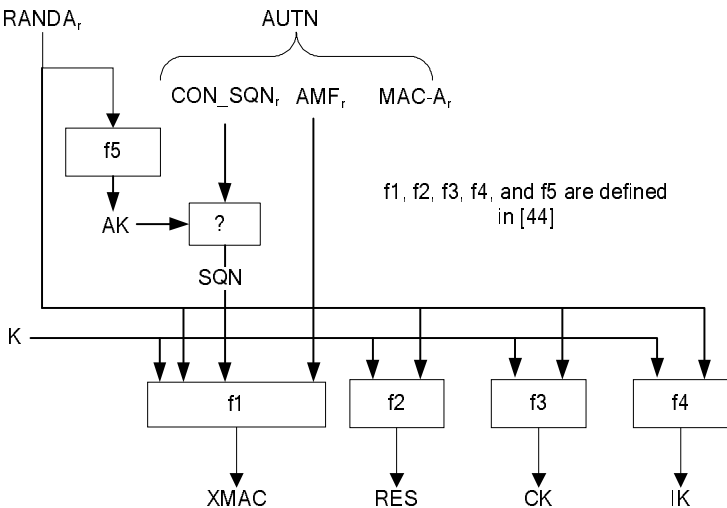 RANDAr
AUTN
CON_SQNr
AMFr
MAC-Ar
f5
f1, f2, f3, f4, and f5 are defined
in [44]
AK
?
SQN
K
f1
f2
f3
f4
XMAC
RES
CK
IK